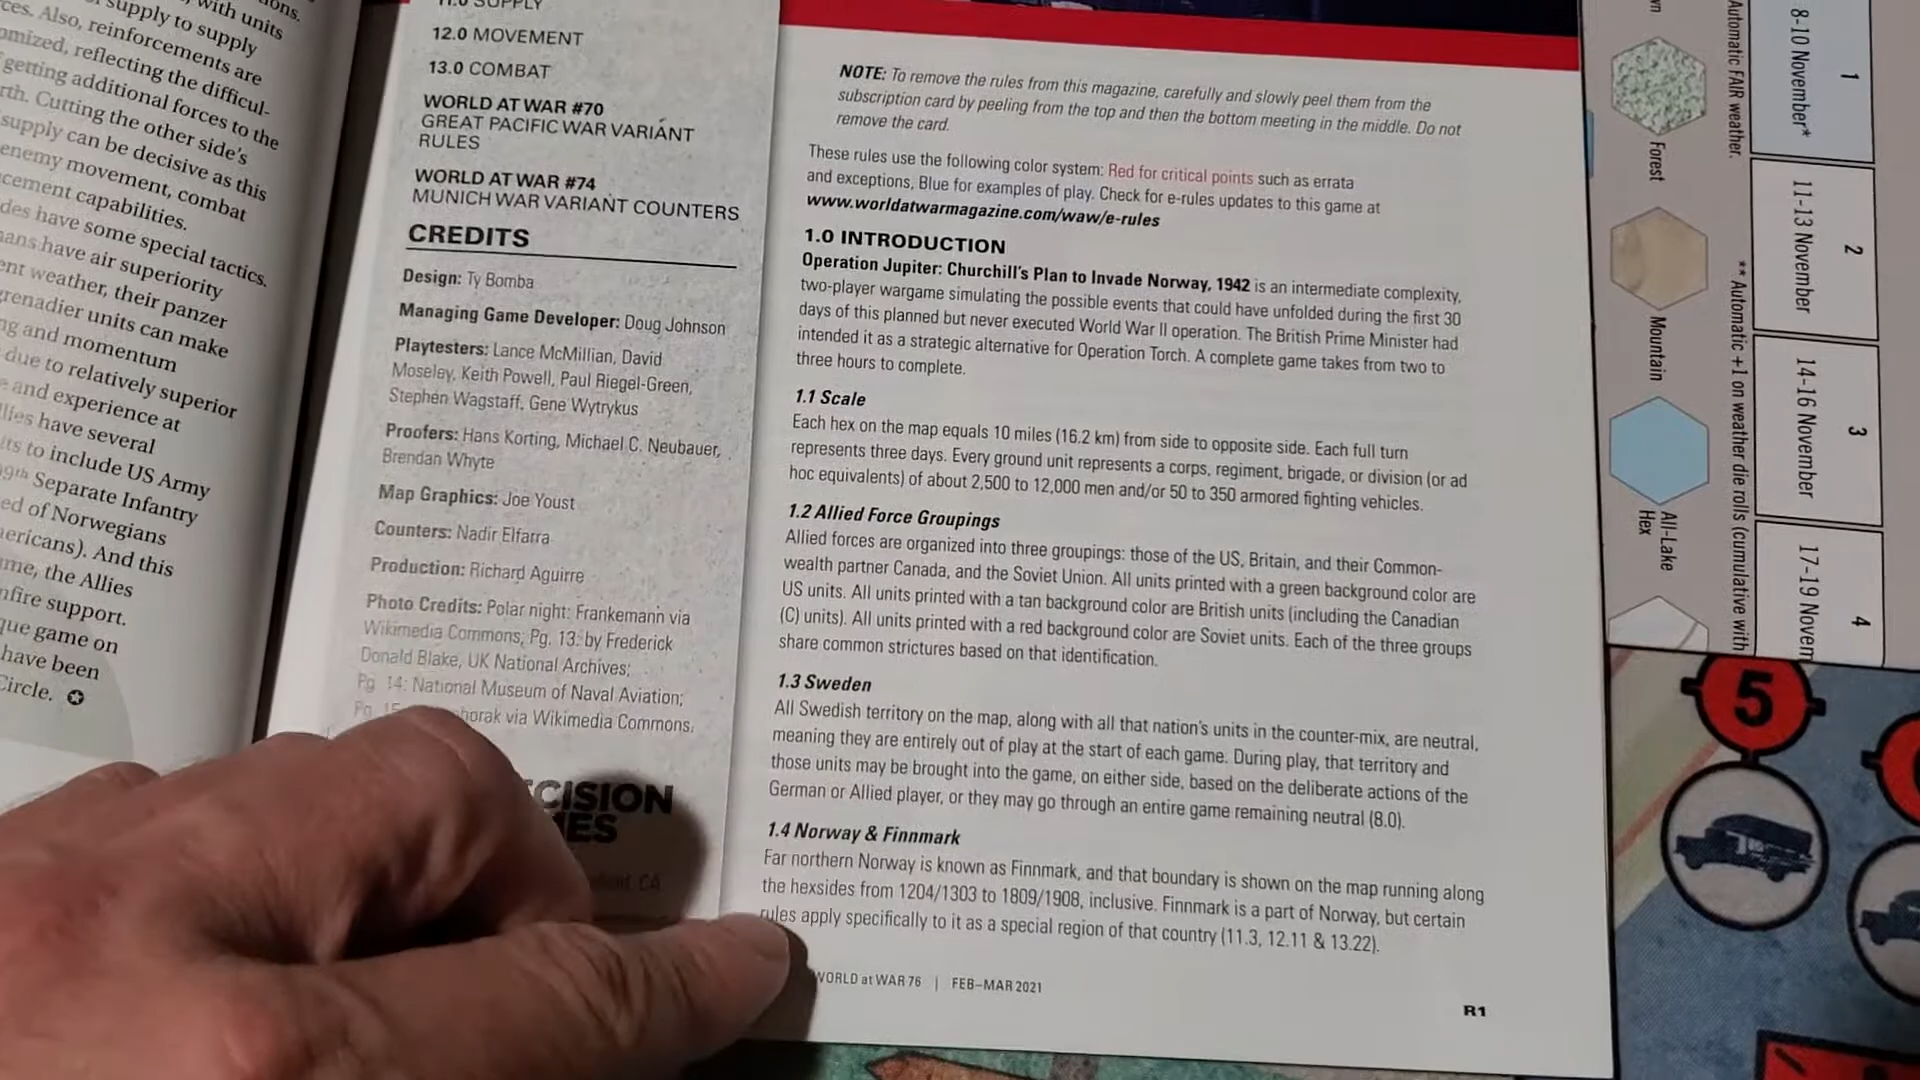 ions.
with units
supply to supply
ces. Also, reinforcements are
omized, reflecting the difficul-
getting additional forces to the
rth. Cutting the other side's
supply can be decisive as this
enemy movement, combat
cement capabilities.
des have some special tactics.
ans have air superiority
ent weather, their panzer
renadier units can make
ng and momentum
due to relatively superior
e and experience at
llies have several
its to include US Army
9th Separate Infantry
ed of Norwegians
ericans). And this
me, the Allies
nfire support.
que game on
have been
Circle.
11.0 SUPPLY
12.0 MOVEMENT
13.0 COMBAT
WORLD AT WAR #70
GREAT PACIFIC WAR VARIANT
RULES
WORLD AT WAR #74
MUNICH WAR VARIANT COUNTERS
CREDITS
Design: Ty Bomba
Managing Game Developer: Doug Johnson
Playtesters: Lance McMillian, David
Moseley, Keith Powell, Paul Riegel-Green,
Stephen Wagstaff, Gene Wytrykus
Proofers: Hans Korting, Michael C. Neubauer,
Brendan Whyte
Map Graphics: Joe Youst
Counters: Nadir Elfarra
Production: Richard Aguirre
Photo Credits: Polar night: Frankemann via
Wikimedia Commons; Pg. 13: by Frederick
Donald Blake, UK National Archives;
Pg 14: National Museum of Naval Aviation;
Pg 15 horak via Wikimedia Commons.
CISION
MES
CA
NOTE: To remove the rules from this magazine, carefully and slowly peel them from the
subscription card by peeling from the top and then the bottom meeting in the middle. Do not
remove the card.
These rules use the following color system: Red for critical points such as errata
and exceptions, Blue for examples of play. Check for e-rules updates to this game at
www.worldatwarmagazine.com/waw/e-rules
1.0 INTRODUCTION
Operation Jupiter: Churchill's Plan to Invade Norway, 1942 is an intermediate complexity,
two-player wargame simulating the possible events that could have unfolded during the first 30
days of this planned but never executed World War II operation. The British Prime Minister had
intended it as a strategic alternative for Operation Torch. A complete game takes from two to
three hours to complete.
1.1 Scale
Each hex on the map equals 10 miles (16.2 km) from side to opposite side. Each full turn
represents three days. Every ground unit represents a corps, regiment, brigade, or division (or ad
hoc equivalents) of about 2,500 to 12,000 men and/or 50 to 350 armored fighting vehicles.
1.2 Allied Force Groupings
Allied forces are organized into three groupings: those of the US, Britain, and their Common-
wealth partner Canada, and the Soviet Union. All units printed with a green background color are
US units. All units printed with a tan background color are British units (including the Canadian
(C) units). All units printed with a red background color are Soviet units. Each of the three groups
share common strictures based on that identification.
1.3 Sweden
All Swedish territory on the map, along with all that nation's units in the counter-mix, are neutral,
meaning they are entirely out of play at the start of each game. During play, that territory and
those units may be brought into the game, on either side, based on the deliberate actions of the
German or Allied player, or they may go through an entire game remaining neutral (8.0).
1.4 Norway & Finnmark
Far northern Norway is known as Finnmark, and that boundary is shown on the map running along
the hexsides from 1204/1303 to 1809/1908, inclusive. Finnmark is a part of Norway, but certain
rules apply specifically to it as a special region of that country (11.3, 12.11 & 13.22).
WORLD at WAR 76 | FEB–MAR 2021
R1
wn
Forest
Mountain
All-Lake
Hex
Automatic FAIR weather.
** Automatic +1 on weather die rolls (cumulative with
1
8-10 November*
2
11-13 November
3
14-16 November
4
17-19 Novem
5